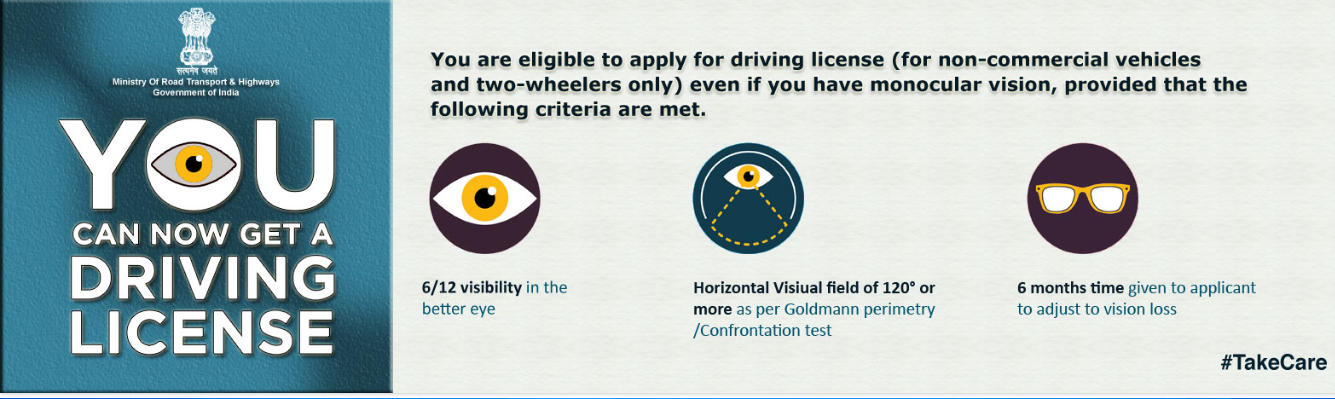 सत्यमेव जयते
Ministry Of Road Transport & Highways
Government of India
YOU
CAN NOW GET A
DRIVING
LICENSE
You are eligible to apply for driving license (for non-commercial vehicles
and two-wheelers only) even if you have monocular vision, provided that the
following criteria are met.
6/12 visibility in the
better eye
Horizontal Visiual field of 120° or
more as per Goldmann perimetry
/Confrontation test
6 months time given to applicant
to adjust to vision loss
#TakeCare